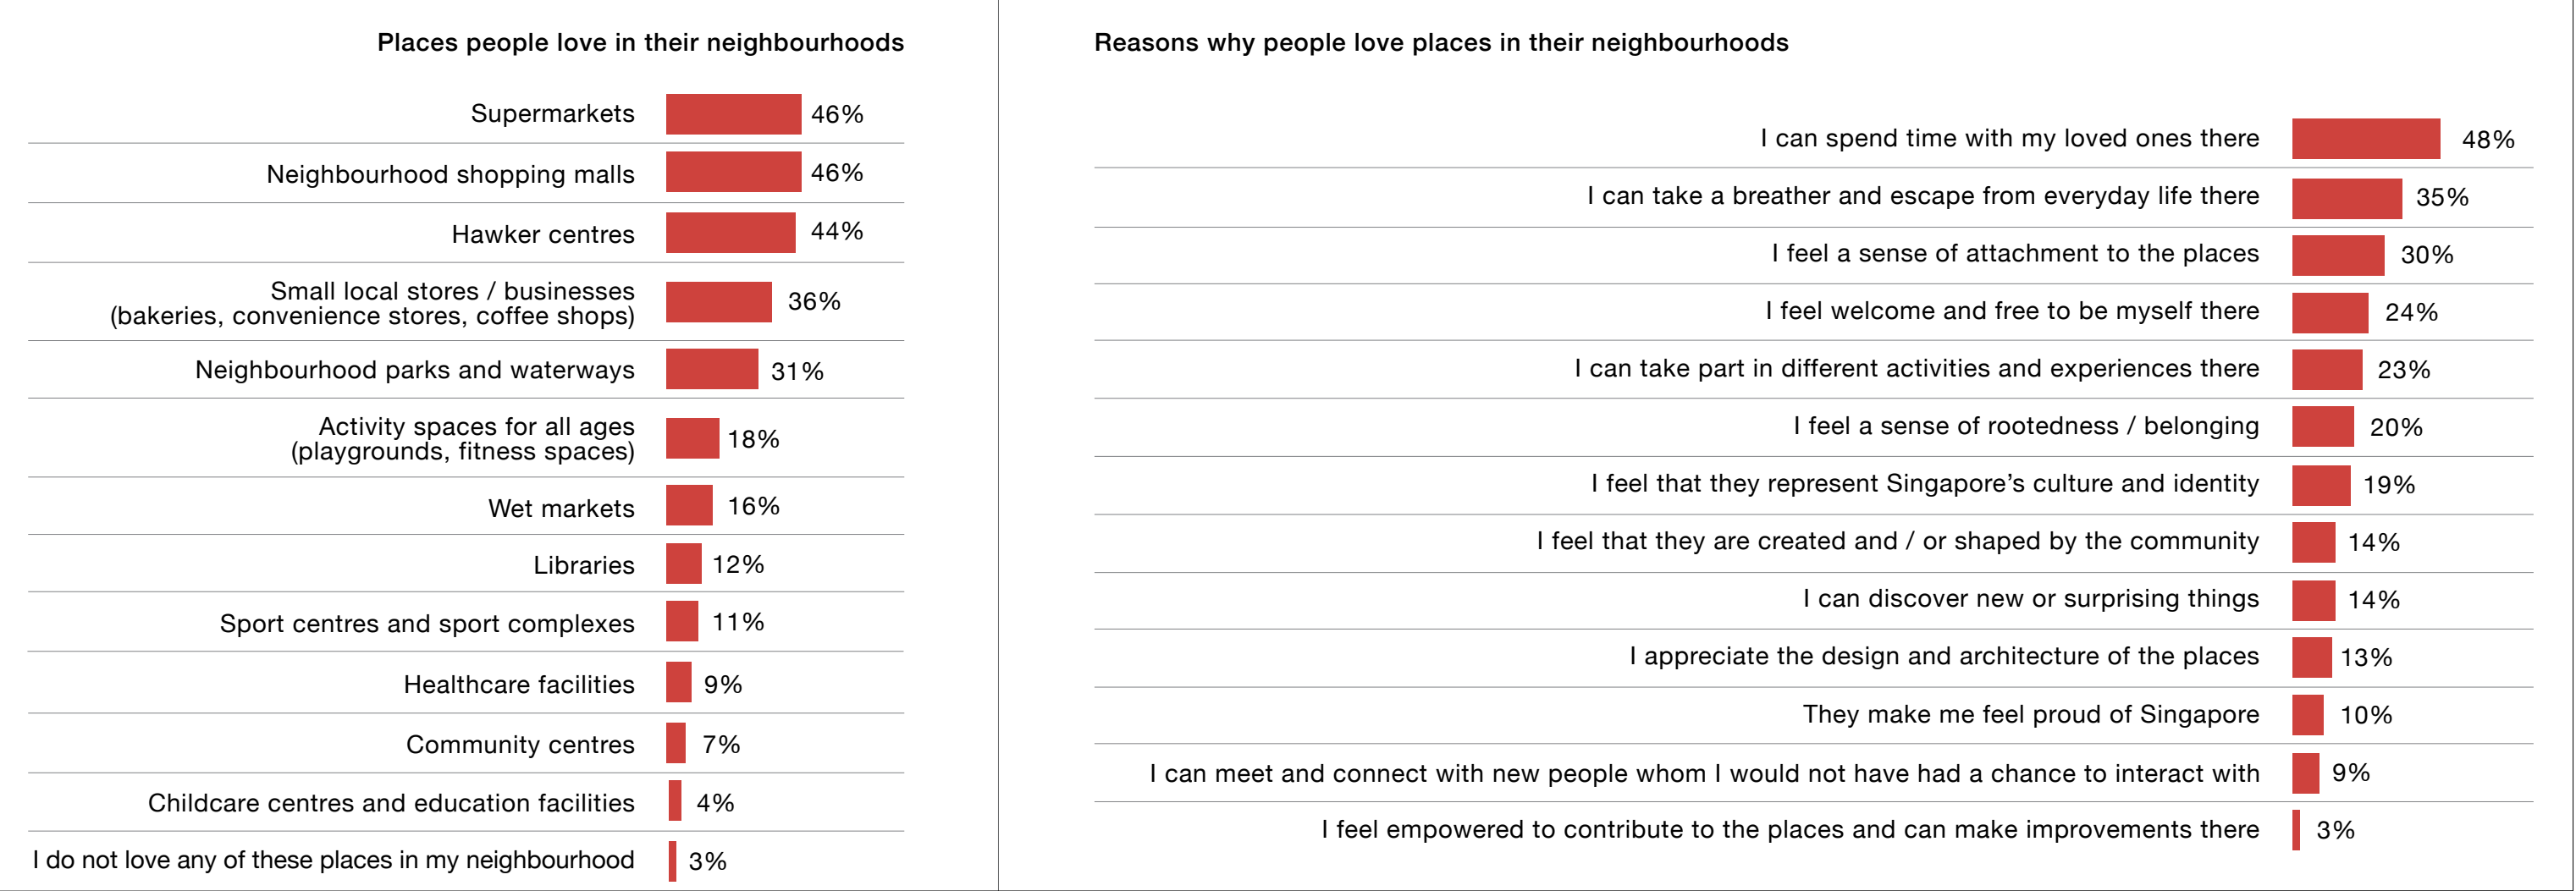 Places people love in their neighbourhoods
Supermarkets 46%
Neighbourhood shopping malls 46%
Hawker centres 44%
Small local stores / businesses
(bakeries, convenience stores, coffee shops) 36%
Neighbourhood parks and waterways 31%
Activity spaces for all ages
(playgrounds, fitness spaces) 18%
Wet markets 16%
Libraries 12%
Sport centres and sport complexes 11%
Healthcare facilities 9%
Community centres 7%
Childcare centres and education facilities 4%
I do not love any of these places in my neighbourhood 3%
Reasons why people love places in their neighbourhoods
I can spend time with my loved ones there 48%
I can take a breather and escape from everyday life there 35%
I feel a sense of attachment to the places 30%
I feel welcome and free to be myself there 24%
I can take part in different activities and experiences there 23%
I feel a sense of rootedness / belonging 20%
I feel that they represent Singapore’s culture and identity 19%
I feel that they are created and / or shaped by the community 14%
I can discover new or surprising things 14%
I appreciate the design and architecture of the places 13%
They make me feel proud of Singapore 10%
I can meet and connect with new people whom I would not have had a chance to interact with 9%
I feel empowered to contribute to the places and can make improvements there 3%